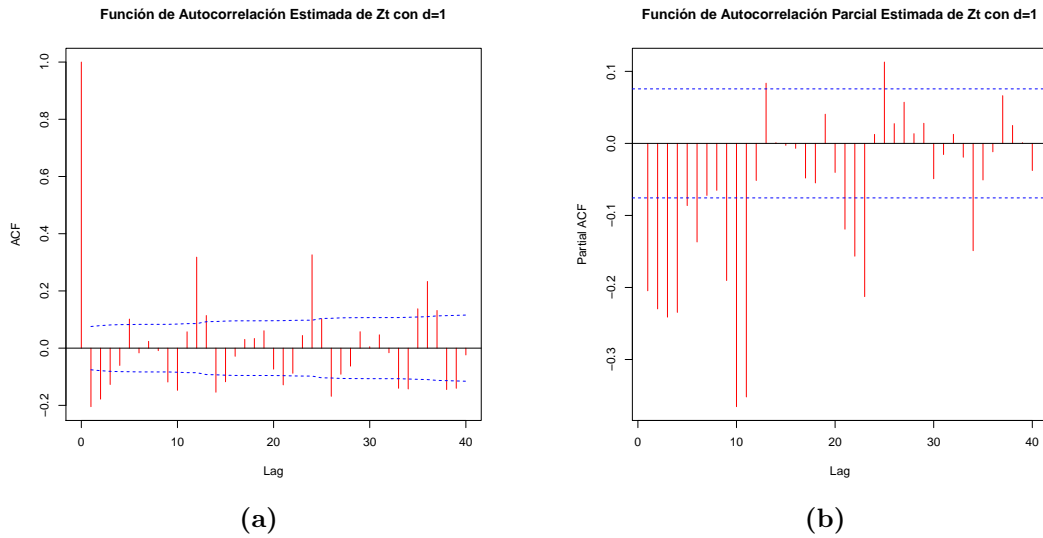 Función de Autocorrelación Estimada de Zt con d=1
ACF
1.0
0.8
0.6
0.4
0.2
0.0
−0.2
0 10 20 30 40
Lag
(a)
Función de Autocorrelación Parcial Estimada de Zt con d=1
Partial ACF
0.1
0.0
−0.1
−0.2
−0.3
0 10 20 30 40
Lag
(b)